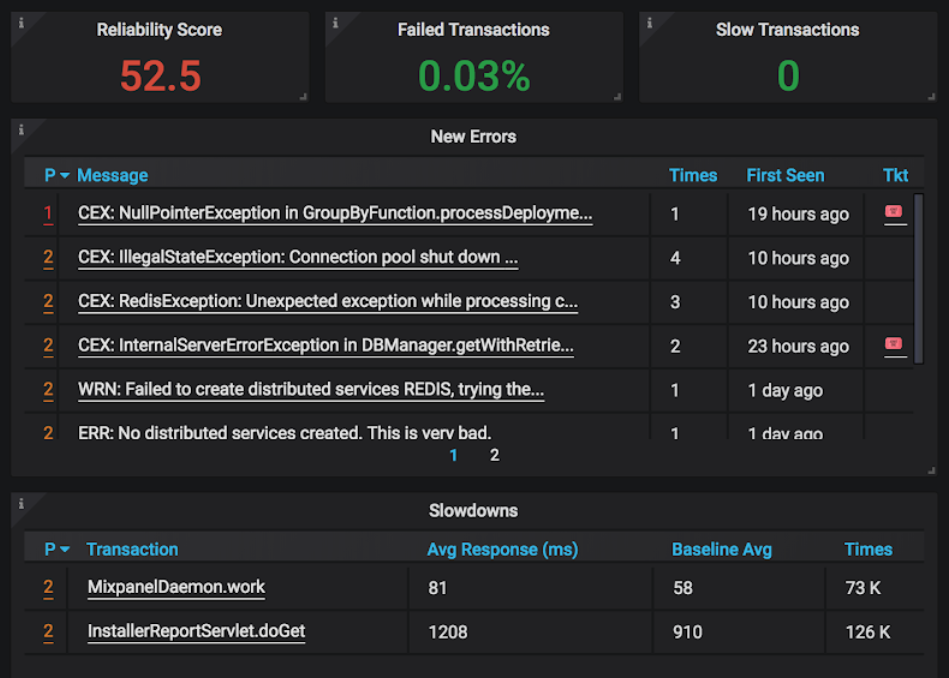 Reliability Score
52.5
Failed Transactions
0.03%
Slow Transactions
0
New Errors
P Message Times First Seen Tkt
1 CEX: NullPointerException in GroupByFunction.processDeployme... 1 19 hours ago
2 CEX: IllegalStateException: Connection pool shut down ... 4 10 hours ago
2 CEX: RedisException: Unexpected exception while processing c... 3 10 hours ago
2 CEX: InternalServerErrorException in DBManager.getWithRetrie... 2 23 hours ago
2 WRN: Failed to create distributed services REDIS, trying the... 1 1 day ago
2 ERR: No distributed services created. This is very bad. 1 1 day ago
1 2
Slowdowns
P Transaction Avg Response (ms) Baseline Avg Times
2 MixpanelDaemon.work 81 58 73 K
2 InstallerReportServlet.doGet 1208 910 126 K